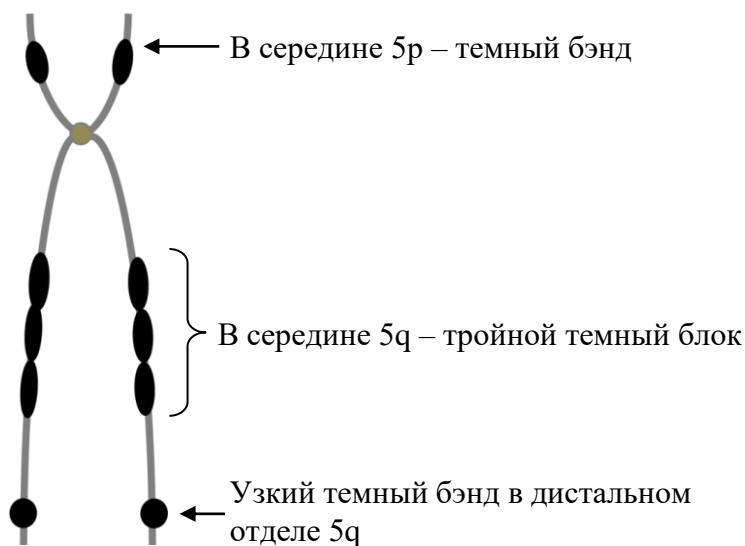 В середине 5p – темный бэнд
В середине 5q – тройной темный блок
Узкий темный бэнд в дистальном
отделе 5q